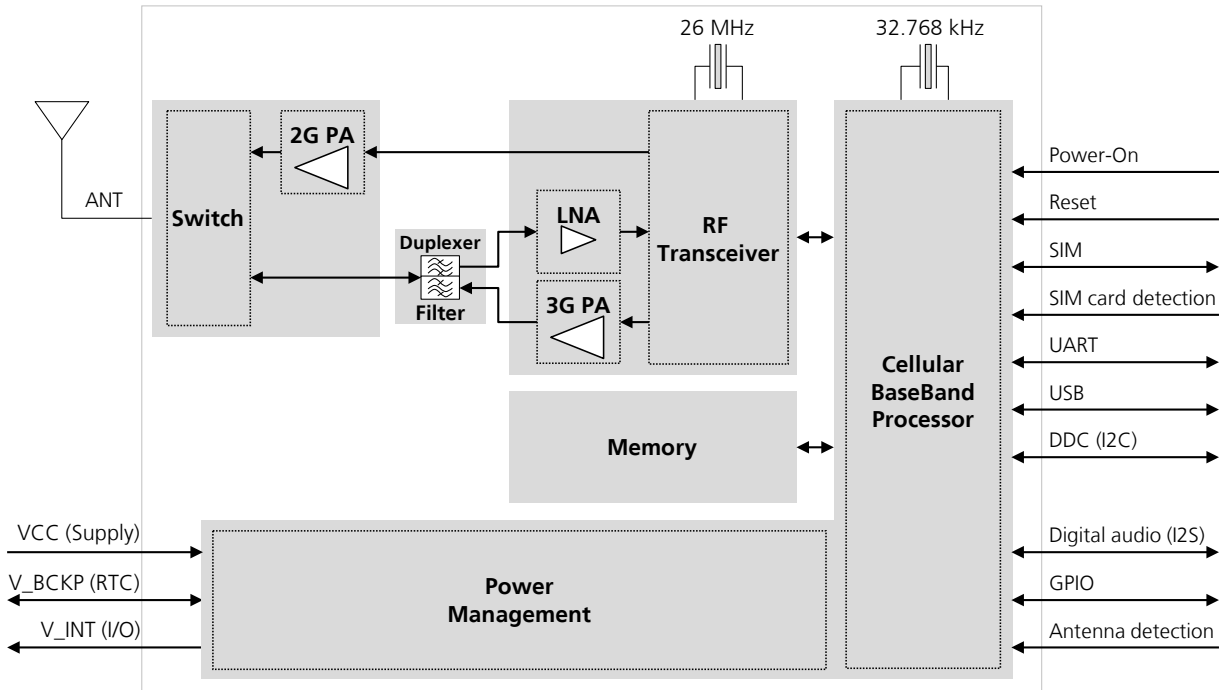 26 MHz
32.768 kHz
2G PA
ANT
Switch
LNA
RF
Transceiver
Duplexer
Filter
3G PA
Memory
Cellular
BaseBand
Processor
Power-On
Reset
SIM
SIM card detection
UART
USB
DDC (I2C)
Digital audio (I2S)
GPIO
Antenna detection
VCC (Supply)
V_BCKP (RTC)
V_INT (I/O)
Power
Management